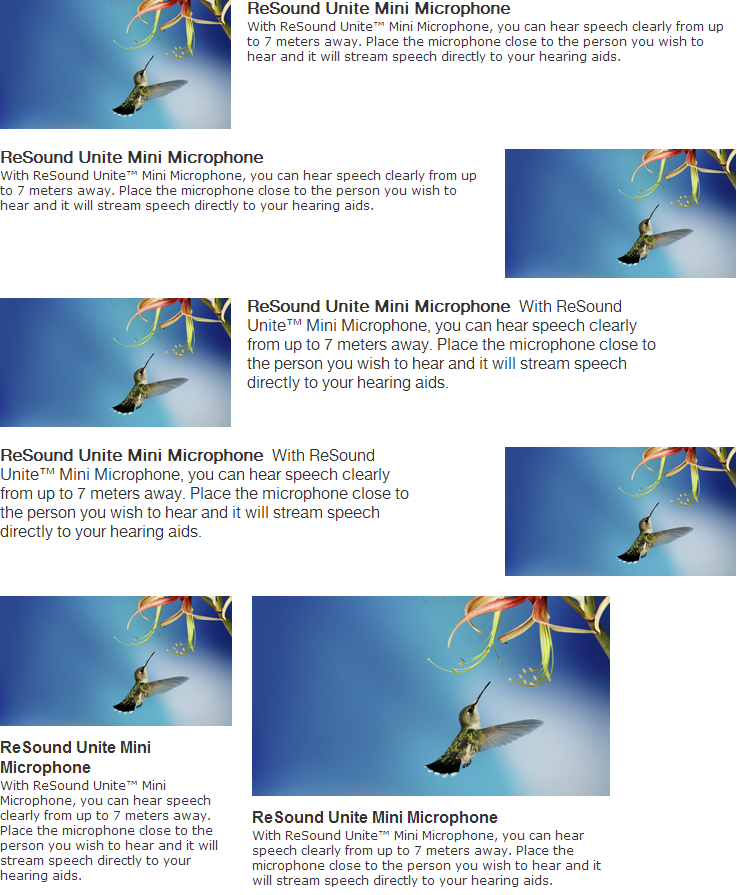 ReSound Unite Mini Microphone
With ReSound Unite™ Mini Microphone, you can hear speech clearly from up
to 7 meters away. Place the microphone close to the person you wish to
hear and it will stream speech directly to your hearing aids.
ReSound Unite Mini Microphone
With ReSound Unite™ Mini Microphone, you can hear speech clearly from up
to 7 meters away. Place the microphone close to the person you wish to
hear and it will stream speech directly to your hearing aids.
ReSound Unite Mini Microphone With ReSound
Unite™ Mini Microphone, you can hear speech clearly
from up to 7 meters away. Place the microphone close to
the person you wish to hear and it will stream speech
directly to your hearing aids.
ReSound Unite Mini Microphone With ReSound
Unite™ Mini Microphone, you can hear speech clearly
from up to 7 meters away. Place the microphone close to
the person you wish to hear and it will stream speech
directly to your hearing aids.
ReSound Unite Mini
Microphone
With ReSound Unite™ Mini
Microphone, you can hear speech
clearly from up to 7 meters away.
Place the microphone close to the
person you wish to hear and it will
stream speech directly to your
hearing aids.
ReSound Unite Mini Microphone
With ReSound Unite™ Mini Microphone, you can hear
speech clearly from up to 7 meters away. Place the
microphone close to the person you wish to hear and it
will stream speech directly to your hearing aids.